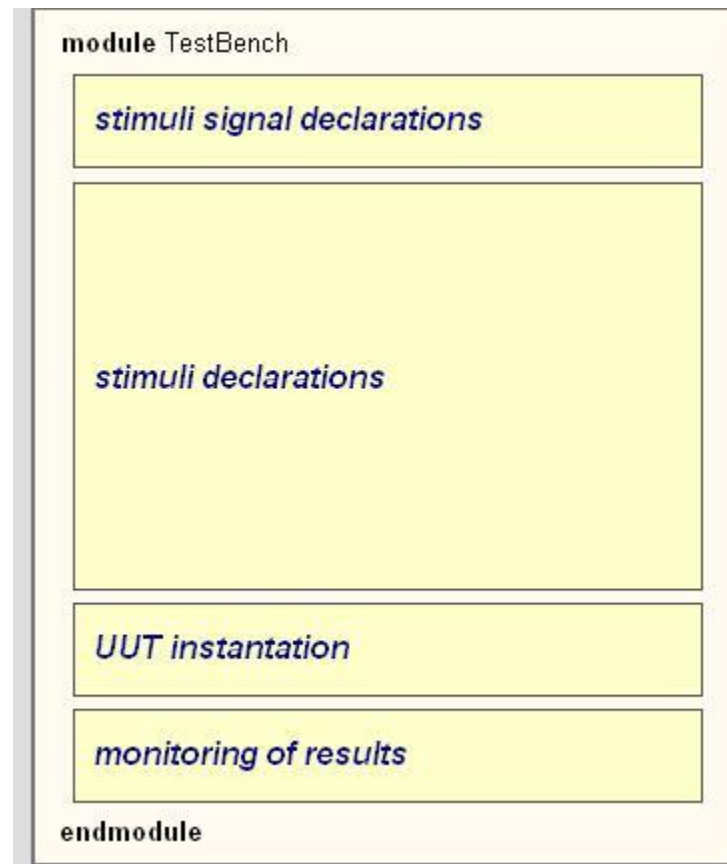 module TestBench
stimuli signal declarations
stimuli declarations
UUT instantation
monitoring of results
endmodule